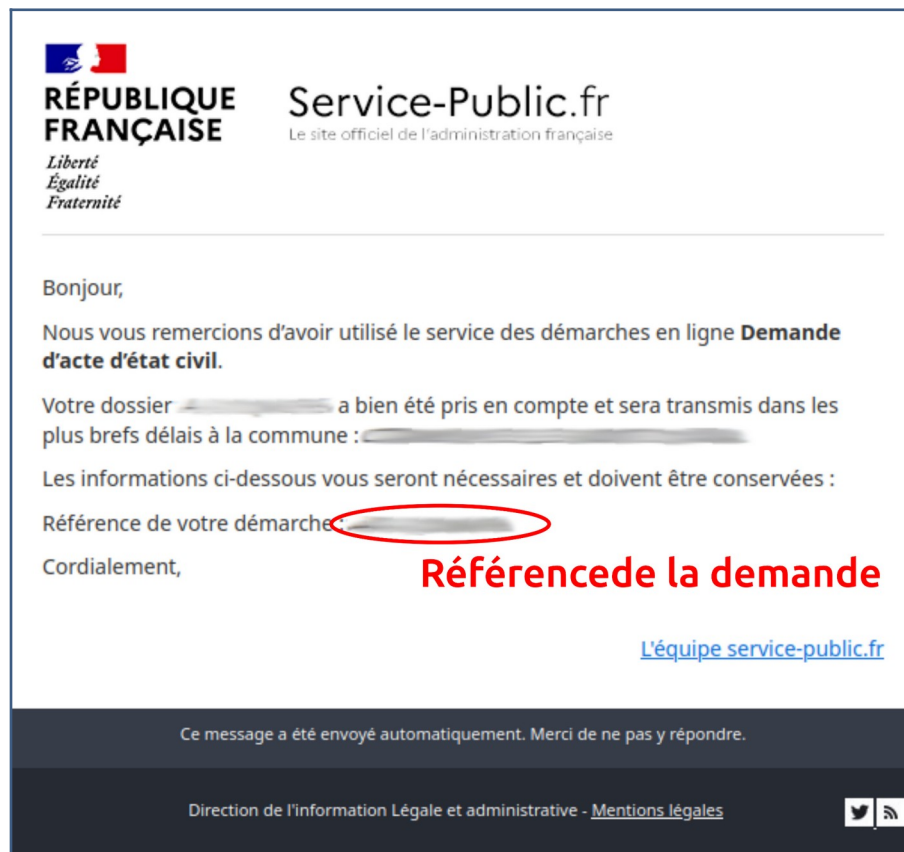 RÉPUBLIQUE
FRANÇAISE
Liberté
Égalité
Fraternité
Service-Public.fr
Le site officiel de l'administration française
Bonjour,
Nous vous remercions d'avoir utilisé le service des démarches en ligne Demande
d'acte d'état civil.
Votre dossier a bien été pris en compte et sera transmis dans les
plus brefs délais à la commune :
Les informations ci-dessous vous seront nécessaires et doivent être conservées :
Référence de votre démarche :
Cordialement,
Référencede la demande
L'équipe service-public.fr
Ce message a été envoyé automatiquement. Merci de ne pas y répondre.
Direction de l'information Légale et administrative - Mentions légales